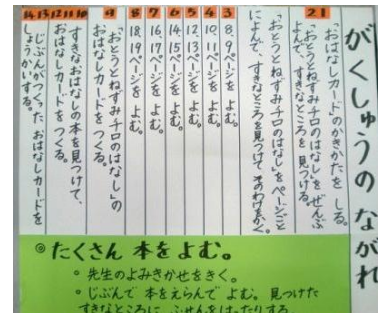 がくしゅうの ながれ
1
2
「おはなしカード」のかきかたを しる。
「おとうとねずみチロのはなし」を ぜんぶ
よんで、すきなところを 見つける。
「おとうとねずみチロのはなし」を ページごと
によんで、すきなところを見つけて そのわけをかく。
3
8、9ページを よむ。
4
10、11ページを よむ。
5
12、13ページを よむ。
6
14、15ページを よむ。
7
16、17ページを よむ。
8
18、19ページを よむ。
9
「おとうとねずみチロのはなし」の
おはなしカードを つくる。
10
11
12
すきなおはなしの本を見つけて、
おはなしカードを つくる。
13
14
じぶんがつくった おはなしカードを
しょうかいする。
◎たくさん 本をよむ。
○先生のよみきかせをきく。
○じぶんで 本をえらんで よむ。見つけた
すきなところに、ふせんをはったりする